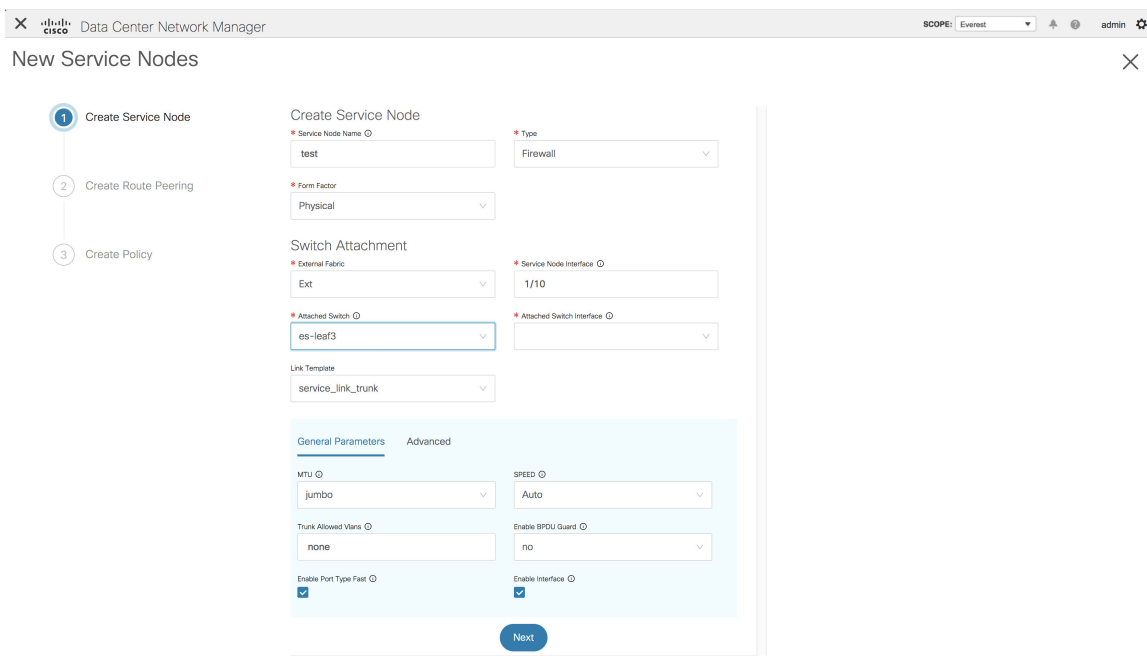 CISCO Data Center Network Manager SCOPE: Everest admin
New Service Nodes
1 Create Service Node
2 Create Route Peering
3 Create Policy
Create Service Node
* Service Node Name * Type
test Firewall
* Form Factor
Physical
Switch Attachment
* External Fabric * Service Node Interface
Ext 1/10
* Attached Switch * Attached Switch Interface
es-leaf3
Link Template
service_link_trunk
General Parameters Advanced
MTU SPEED
jumbo Auto
Trunk Allowed Vlans Enable BPDU Guard
none no
Enable Port Type Fast Enable Interface
Next